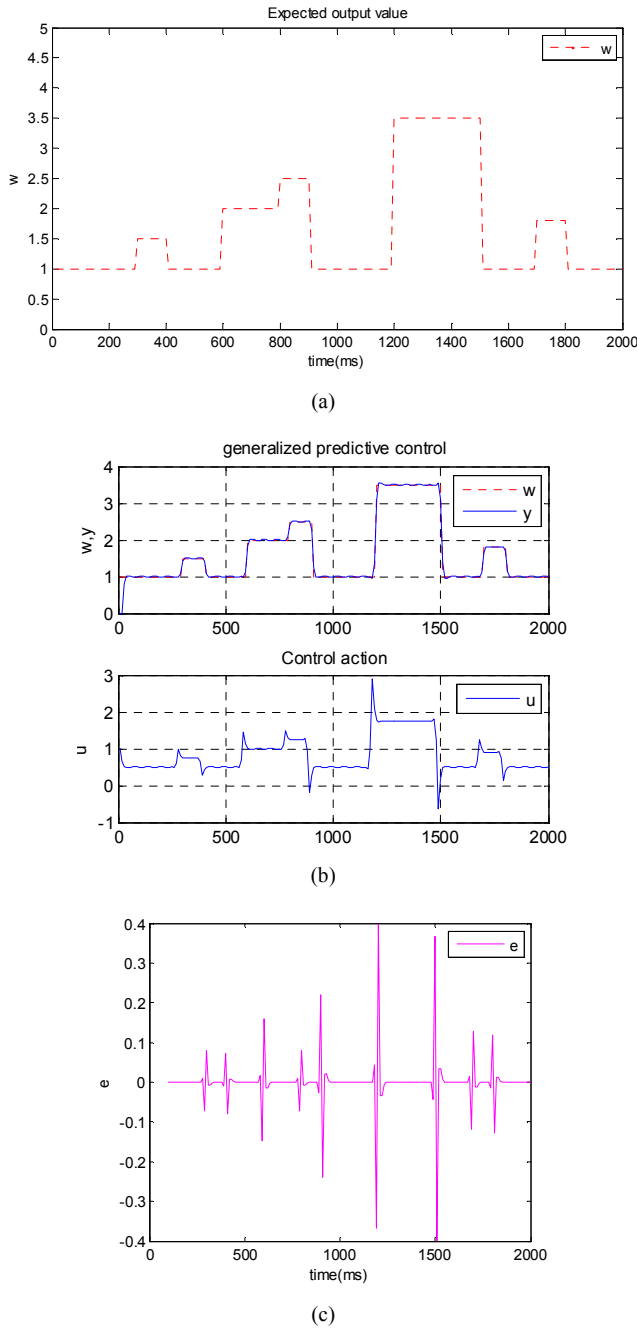 Expected output value
w
5
4.5
4
3.5
3
2.5
2
1.5
1
0.5
0
w
0 200 400 600 800 1000 1200 1400 1600 1800 2000
time(ms)
(a)
generalized predictive control
4
3
2
1
0
w,y
w
y
0 500 1000 1500 2000
Control action
3
2
1
0
-1
u
u
0 500 1000 1500 2000
(b)
0.4
0.3
0.2
0.1
0
-0.1
-0.2
-0.3
-0.4
e
e
0 500 1000 1500 2000
time(ms)
(c)